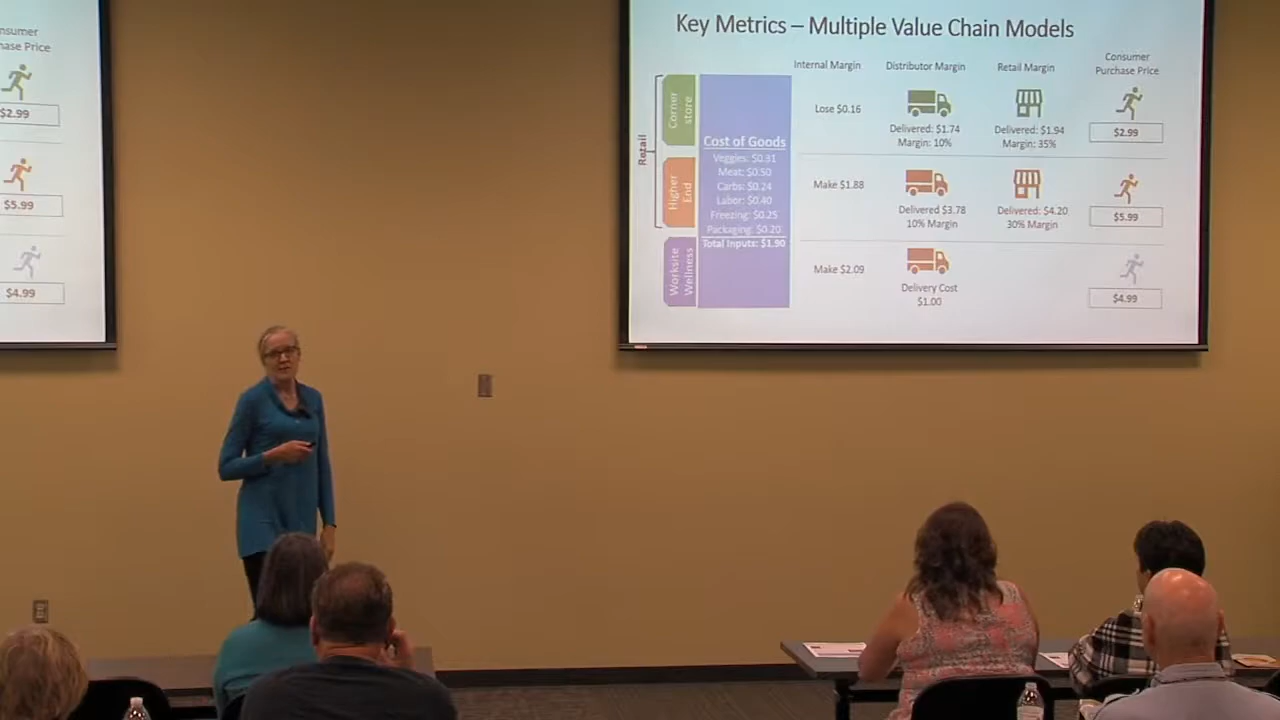 nsumer
hase Price
$2.99
$5.99
$4.99
Key Metrics – Multiple Value Chain Models
Internal Margin
Distributor Margin
Retail Margin
Consumer
Purchase Price
Retail
Corner
store
Lose $0.16
Delivered: $1.74
Margin: 10%
Delivered: $1.94
Margin: 35%
$2.99
Cost of Goods
Veggies: $0.31
Meat: $0.50
Carbs: $0.24
Labor: $0.40
Freezing: $0.25
Packaging: $0.20
Total Inputs: $1.90
Higher
End
Make $1.88
Delivered $3.78
10% Margin
Delivered: $4.20
30% Margin
$5.99
Worksite
Wellness
Make $2.09
Delivery Cost
$1.00
$4.99